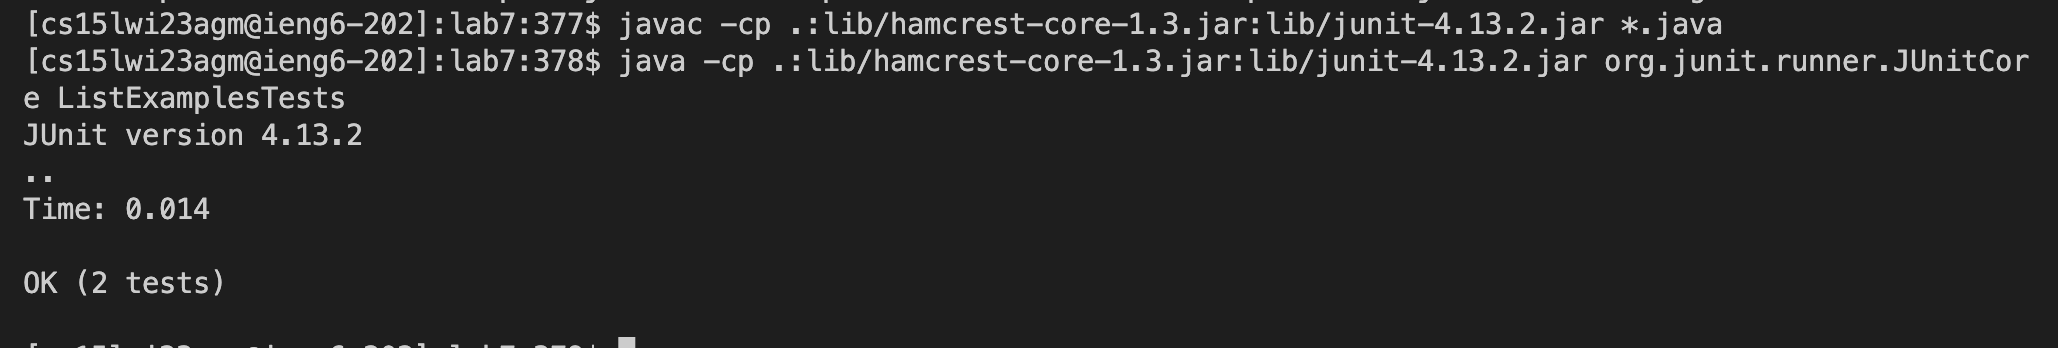 [cs15lwi23agm@ieng6-202]:lab7:377$ javac -cp .:lib/hamcrest-core-1.3.jar:lib/junit-4.13.2.jar *.java
[cs15lwi23agm@ieng6-202]:lab7:378$ java -cp .:lib/hamcrest-core-1.3.jar:lib/junit-4.13.2.jar org.junit.runner.JUnitCor
e ListExamplesTests
JUnit version 4.13.2
..
Time: 0.014
OK (2 tests)